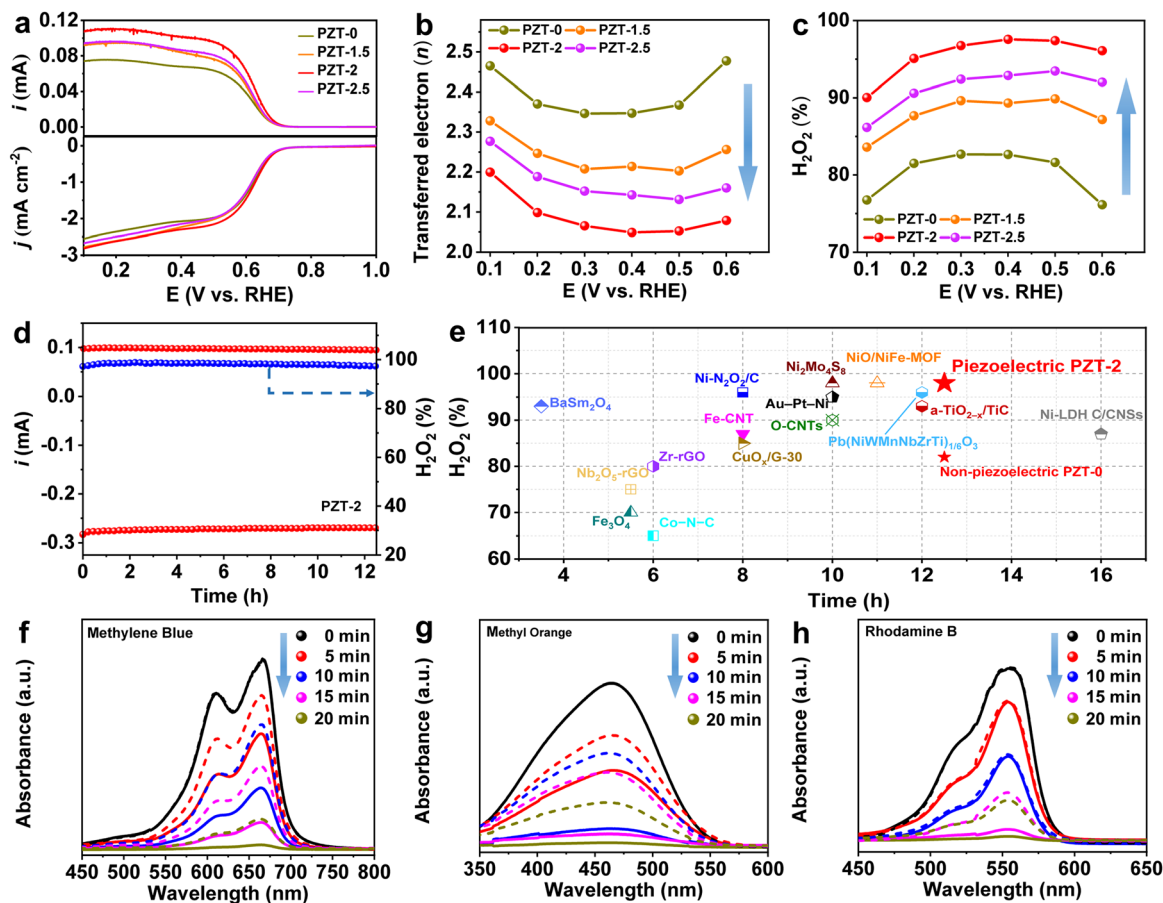 a
PZT-0
PZT-1.5
PZT-2
PZT-2.5
i (mA)
0.12
0.08
0.04
0.00
j (mA cm⁻²)
0
-1
-2
-3
0.2 0.4 0.6 0.8 1.0
E (V vs. RHE)
b
PZT-0 PZT-1.5
PZT-2 PZT-2.5
Transferred electron (n)
2.5
2.4
2.3
2.2
2.1
2.0
0.1 0.2 0.3 0.4 0.5 0.6
E (V vs. RHE)
c
H₂O₂ (%)
100
90
80
70
PZT-0 PZT-1.5
PZT-2 PZT-2.5
0.1 0.2 0.3 0.4 0.5 0.6
E (V vs. RHE)
d
i (mA)
0.1
0.0
-0.1
-0.2
-0.3
PZT-2
H₂O₂ (%)
100
80
60
40
20
0 2 4 6 8 10 12
Time (h)
e
H₂O₂ (%)
110
100
90
80
70
60
BaSm₂O₄
Ni-N₂O₂/C
Ni₂Mo₄S₈
NiO/NiFe-MOF
Piezoelectric PZT-2
Au–Pt–Ni
a-TiO₂₋ₓ/TiC
Ni-LDH C/CNSs
Fe-CNT
O-CNTs
Pb(NiWMnNbZrTi)₁/₆O₃
Zr-rGO
CuOₓ/G-30
Non-piezoelectric PZT-0
Nb₂O₅-rGO
Fe₃O₄
Co–N–C
4 6 8 10 12 14 16
Time (h)
f
Methylene Blue
0 min
5 min
10 min
15 min
20 min
Absorbance (a.u.)
450 500 550 600 650 700 750 800
Wavelength (nm)
g
Methyl Orange
0 min
5 min
10 min
15 min
20 min
Absorbance (a.u.)
350 400 450 500 550 600
Wavelength (nm)
h
Rhodamine B
0 min
5 min
10 min
15 min
20 min
Absorbance (a.u.)
450 500 550 600 650
Wavelength (nm)